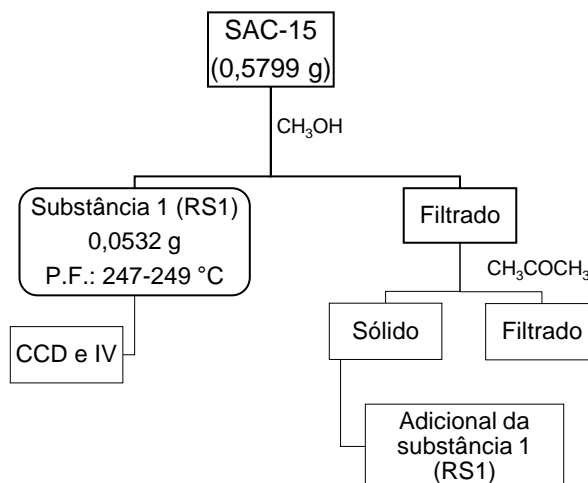 SAC-15
(0,5799 g)
CH₃OH
Substância 1 (RS1)
0,0532 g
P.F.: 247-249 °C
Filtrado
CH₃COCH₃
CCD e IV
Sólido
Filtrado
Adicional da
substância 1
(RS1)